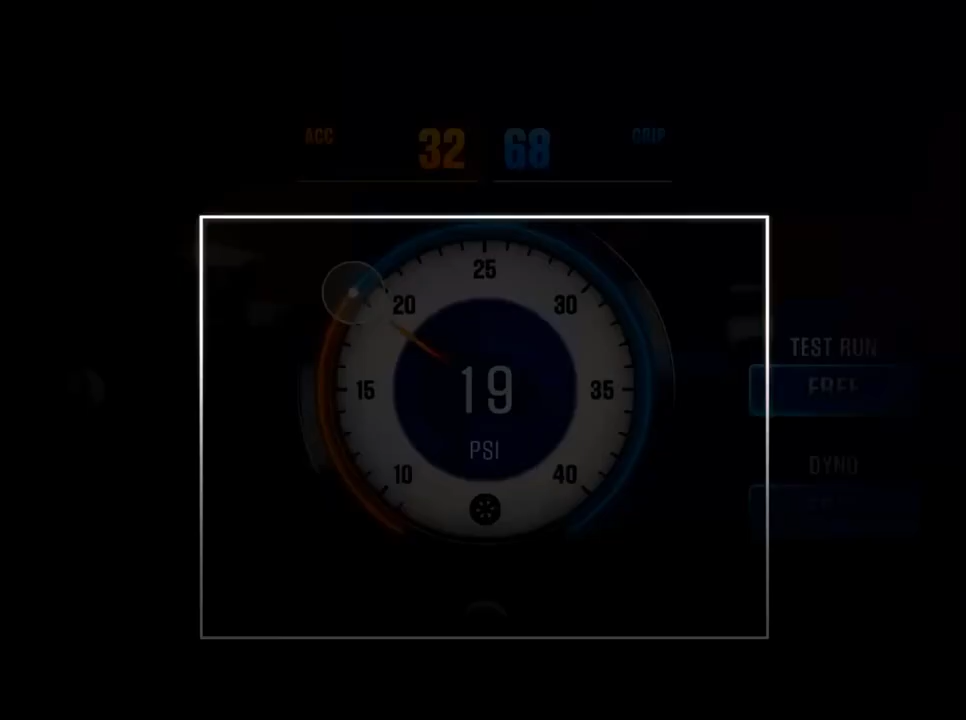 ACC 32 68 GRIP
25
20 30
TEST RUN
FREE
15 19 35
PSI
DYNO
10 40